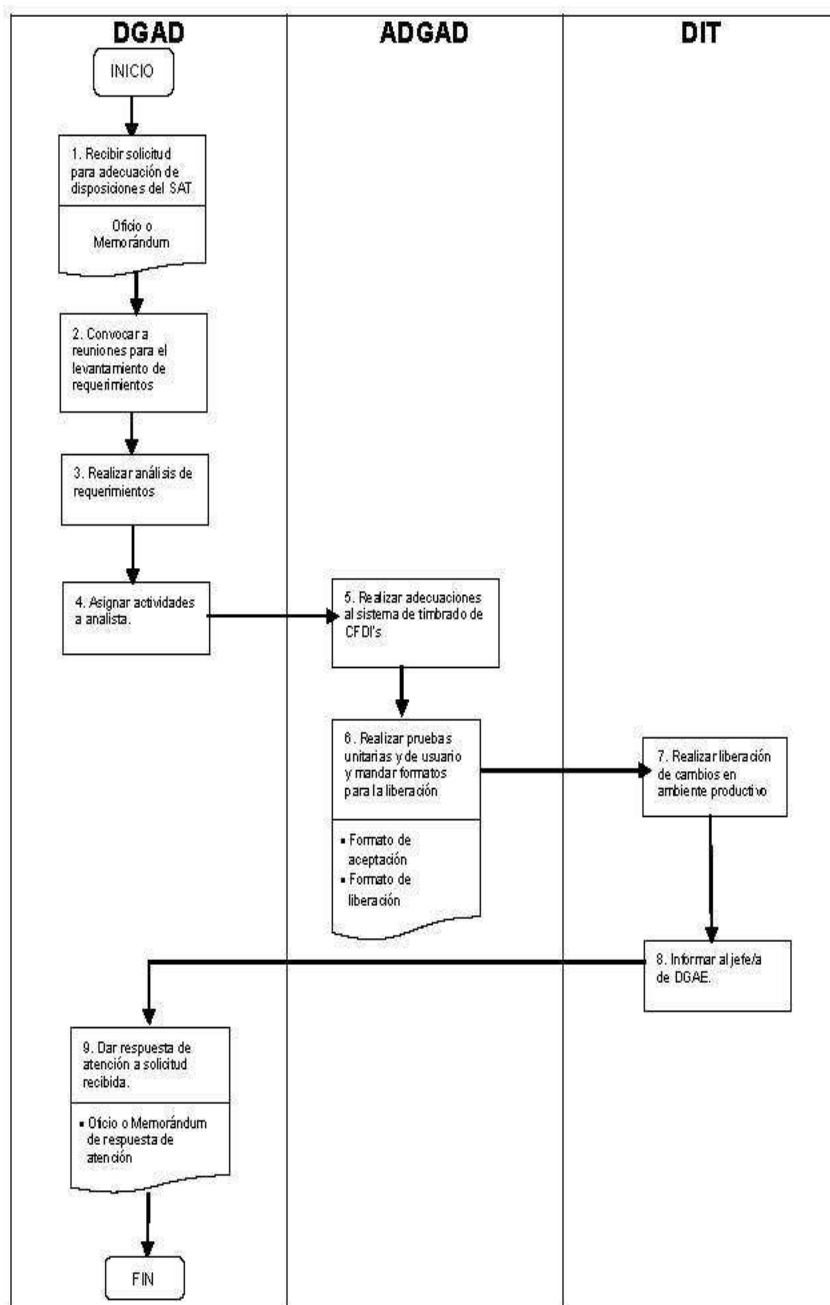 DGAD
ADGAD
DIT
INICIO
1. Recibir solicitud
para adecuación de
disposiciones del SAT.
Oficio o
Memorándum
2. Convocar a
reuniones para el
levantamiento de
requerimientos
3. Realizar análisis de
requerimientos
4. Asignar actividades
a analista.
5. Realizar adecuaciones
al sistema de timbrado de
CFDI's
6. Realizar pruebas
unitarias y de usuario
y mandar formatos
para la liberación
▪ Formato de
aceptación
▪ Formato de
liberación
7. Realizar liberación
de cambios en
ambiente productivo
8. Informar al jefe/a
de DGAE.
9. Dar respuesta de
atención a solicitud
recibida.
▪ Oficio o Memorándum
de respuesta de
atención
FIN